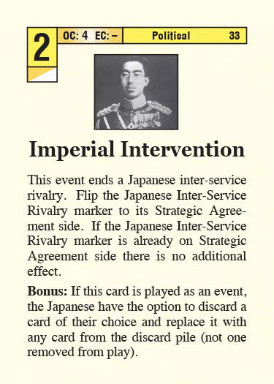 2
OC: 4 EC: – Political 33
Imperial Intervention
This event ends a Japanese inter-service
rivalry. Flip the Japanese Inter-Service
Rivalry marker to its Strategic Agree-
ment side. If the Japanese Inter-Service
Rivalry marker is already on Strategic
Agreement side there is no additional
effect.
Bonus: If this card is played as an event,
the Japanese have the option to discard a
card of their choice and replace it with
any card from the discard pile (not one
removed from play).